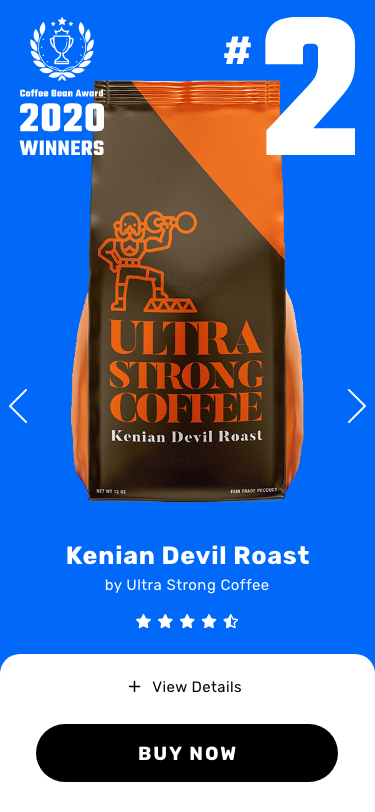 Coffee Bean Award
2020
WINNERS
#2
ULTRA
STRONG
COFFEE
Kenian Devil Roast
NET WT 12 OZ
FAIR TRADE PRODUCT
Kenian Devil Roast
by Ultra Strong Coffee
+ View Details
BUY NOW